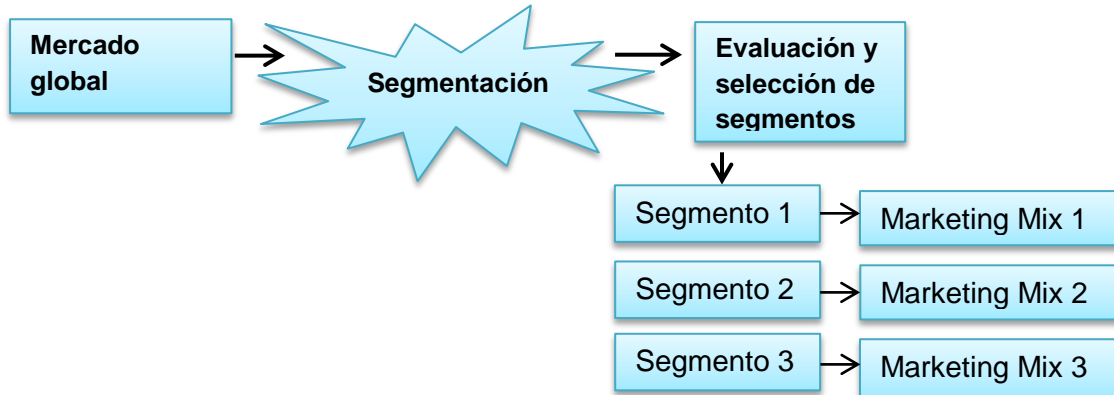 Mercado
global
Segmentación
Evaluación y
selección de
segmentos
Segmento 1
Marketing Mix 1
Segmento 2
Marketing Mix 2
Segmento 3
Marketing Mix 3